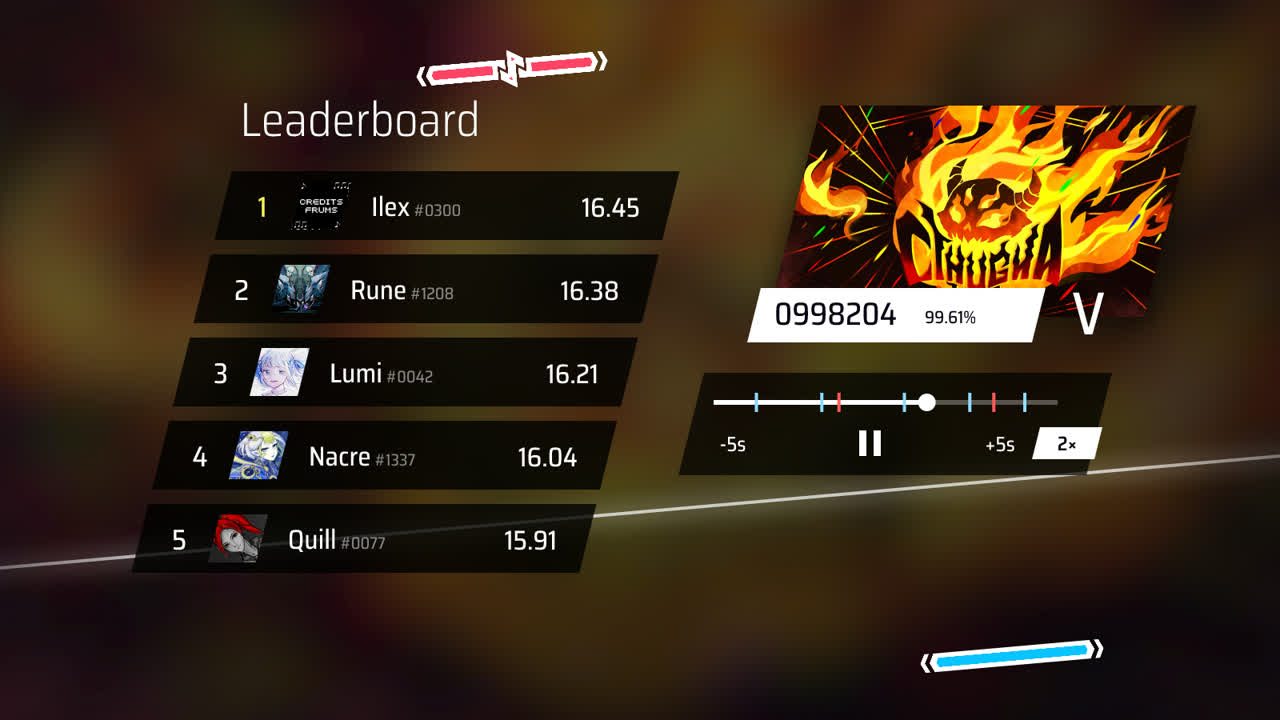 Leaderboard
1 CREDITS FRUMS Ilex #0300 16.45
2 Rune #1208 16.38
3 Lumi #0042 16.21
4 Nacre #1337 16.04
5 Quill #0077 15.91
0998204 99.61% V
-5s +5s 2×